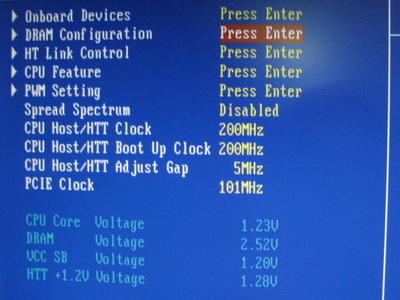 Onboard Devices Press Enter
DRAM Configuration Press Enter
HT Link Control Press Enter
CPU Feature Press Enter
PWM Setting Press Enter
Spread Spectrum Disabled
CPU Host/HTT Clock 200MHz
CPU Host/HTT Boot Up Clock 200MHz
CPU Host/HTT Adjust Gap 5MHz
PCIE Clock 101MHz
CPU Core Voltage 1.23V
DRAM Voltage 2.52V
VCC SB Voltage 1.20V
HTT +1.2V Voltage 1.28V